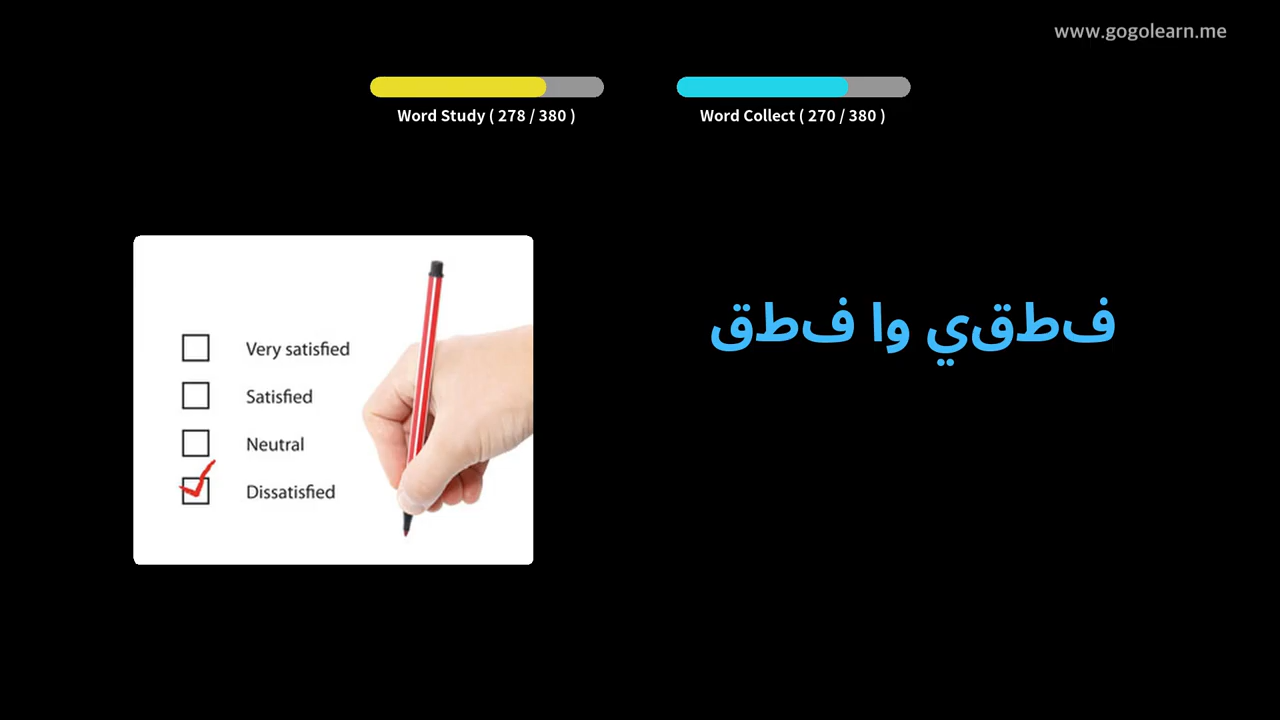 www.gogolearn.me
Word Study ( 278 / 380 )
Word Collect ( 270 / 380 )
فطقي وا فطق
Very satisfied
Satisfied
Neutral
Dissatisfied